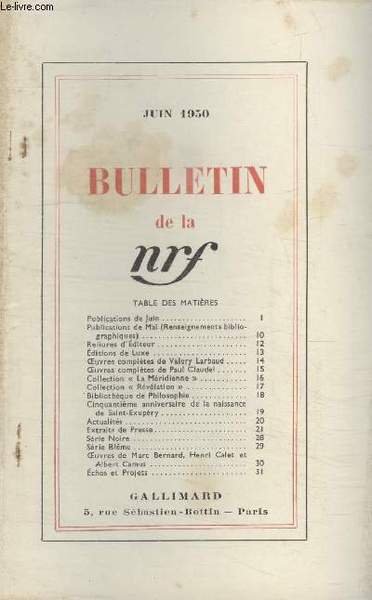 le-livre.com
JUIN 1950
BULLETIN
de la
nrf
TABLE DES MATIÈRES
Publications de Juin .................... 1
Publications de Mai (Renseignements biblio-
graphiques) .................... 10
Reliures d'Éditeur .................... 12
Éditions de Luxe .................... 13
Œuvres complètes de Valery Larbaud ..... 14
Œuvres complètes de Paul Claudel ...... 15
Collection « La Méridienne » ........... 16
Collection « Révélation » ............... 17
Bibliothèque de Philosophie ............. 18
Cinquantième anniversaire de la naissance
de Saint-Exupéry .................... 19
Actualités .................... 20
Extraits de Presse .................... 21
Série Noire .................... 28
Série Blême .................... 29
Œuvres de Marc Bernard, Henri Calet et
Albert Camus .................... 30
Échos et Projets .................... 31
GALLIMARD
5, rue Sébastien-Bottin — Paris